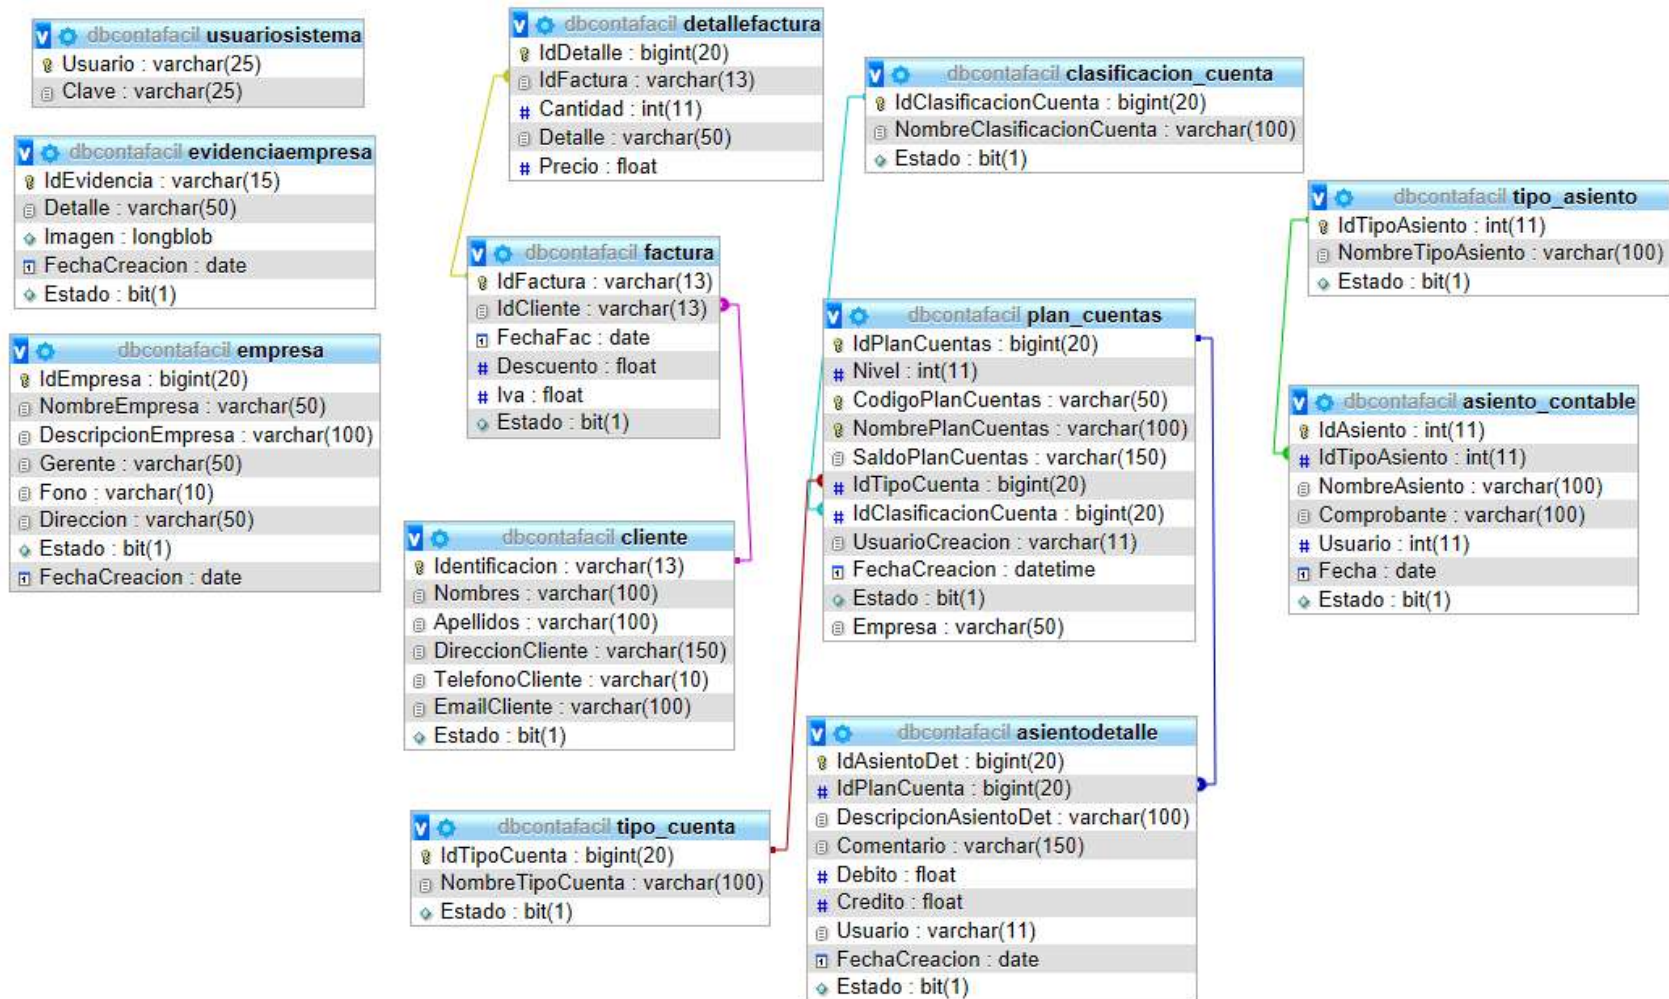 dbcontafacil usuariosistema
Usuario : varchar(25)
Clave : varchar(25)
dbcontafacil evidenciaempresa
IdEvidencia : varchar(15)
Detalle : varchar(50)
Imagen : longblob
FechaCreacion : date
Estado : bit(1)
dbcontafacil empresa
IdEmpresa : bigint(20)
NombreEmpresa : varchar(50)
DescripcionEmpresa : varchar(100)
Gerente : varchar(50)
Fono : varchar(10)
Direccion : varchar(50)
Estado : bit(1)
FechaCreacion : date
dbcontafacil detallefactura
IdDetalle : bigint(20)
IdFactura : varchar(13)
Cantidad : int(11)
Detalle : varchar(50)
Precio : float
dbcontafacil factura
IdFactura : varchar(13)
IdCliente : varchar(13)
FechaFac : date
Descuento : float
Iva : float
Estado : bit(1)
dbcontafacil cliente
Identificacion : varchar(13)
Nombres : varchar(100)
Apellidos : varchar(100)
DireccionCliente : varchar(150)
TelefonoCliente : varchar(10)
EmailCliente : varchar(100)
Estado : bit(1)
dbcontafacil tipo_cuenta
IdTipoCuenta : bigint(20)
NombreTipoCuenta : varchar(100)
Estado : bit(1)
dbcontafacil clasificacion_cuenta
IdClasificacionCuenta : bigint(20)
NombreClasificacionCuenta : varchar(100)
Estado : bit(1)
dbcontafacil plan_cuentas
IdPlanCuentas : bigint(20)
Nivel : int(11)
CodigoPlanCuentas : varchar(50)
NombrePlanCuentas : varchar(100)
SaldoPlanCuentas : varchar(150)
IdTipoCuenta : bigint(20)
IdClasificacionCuenta : bigint(20)
UsuarioCreacion : varchar(11)
FechaCreacion : datetime
Estado : bit(1)
Empresa : varchar(50)
dbcontafacil asientodetalle
IdAsientoDet : bigint(20)
IdPlanCuenta : bigint(20)
DescripcionAsientoDet : varchar(100)
Comentario : varchar(150)
Debito : float
Credito : float
Usuario : varchar(11)
FechaCreacion : date
Estado : bit(1)
dbcontafacil tipo_asiento
IdTipoAsiento : int(11)
NombreTipoAsiento : varchar(100)
Estado : bit(1)
dbcontafacil asiento_contable
IdAsiento : int(11)
IdTipoAsiento : int(11)
NombreAsiento : varchar(100)
Comprobante : varchar(100)
Usuario : int(11)
Fecha : date
Estado : bit(1)